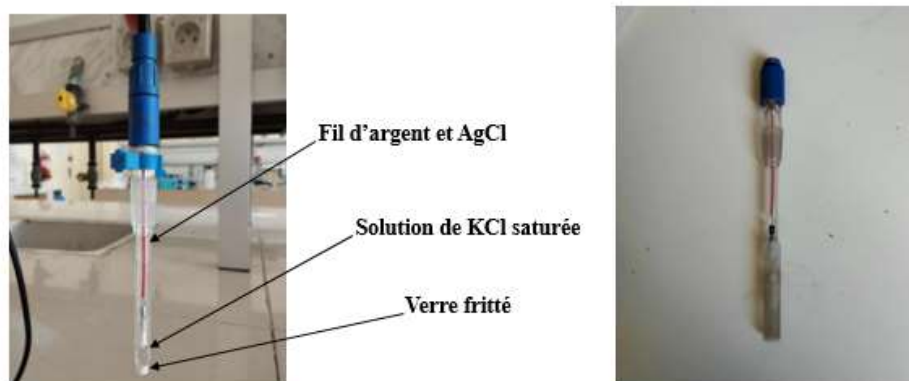 Fil d'argent et AgCl
Solution de KCl saturée
Verre fritté